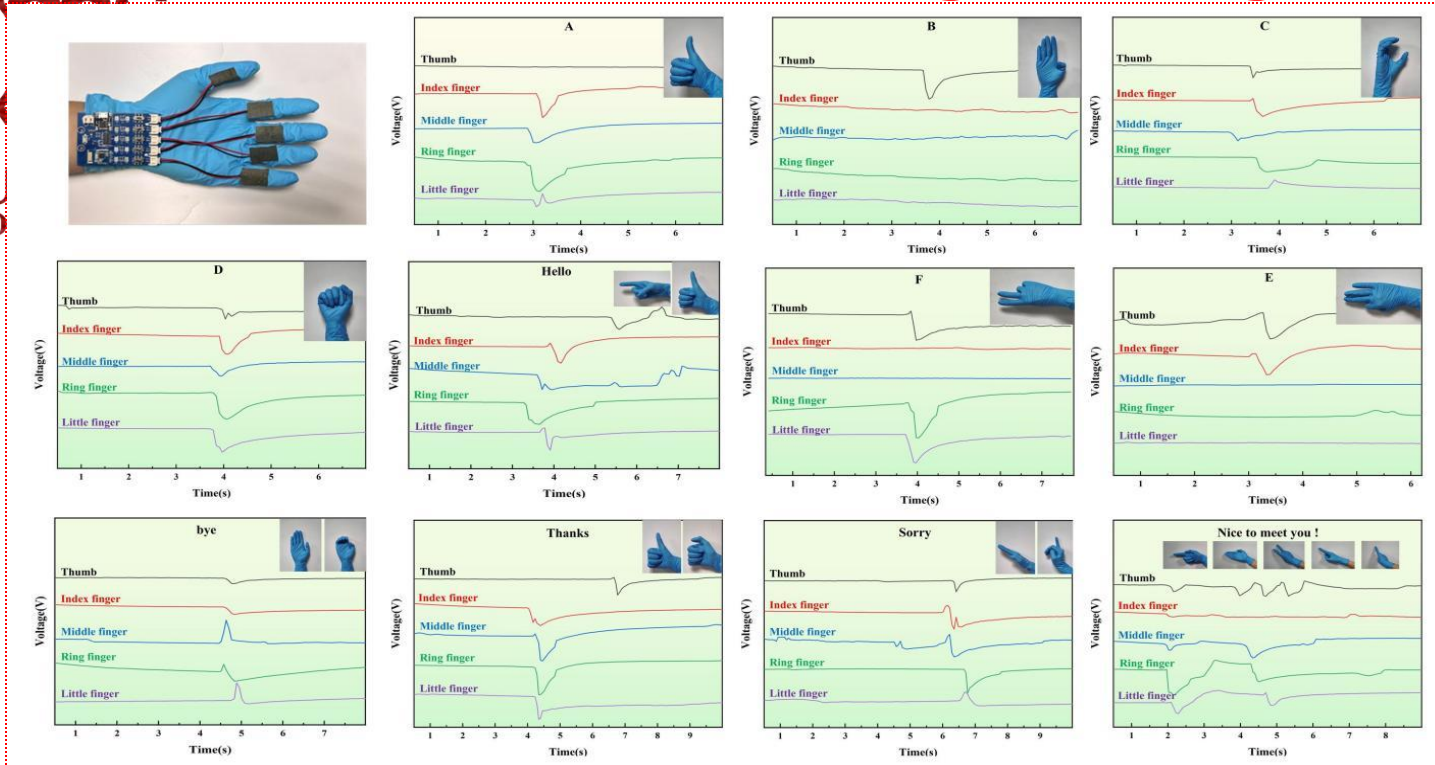 A
Thumb
Index finger
Middle finger
Ring finger
Little finger
Voltage(V)
1 2 3 4 5 6
Time(s)
B
Thumb
Index finger
Middle finger
Ring finger
Little finger
Voltage(V)
1 2 3 4 5 6
Time(s)
C
Thumb
Index finger
Middle finger
Ring finger
Little finger
Voltage(V)
1 2 3 4 5 6
Time(s)
D
Thumb
Index finger
Middle finger
Ring finger
Little finger
Voltage(V)
1 2 3 4 5 6
Time(s)
Hello
Thumb
Index finger
Middle finger
Ring finger
Little finger
Voltage(V)
1 2 3 4 5 6 7
Time(s)
F
Thumb
Index finger
Middle finger
Ring finger
Little finger
Voltage(V)
1 2 3 4 5 6 7
Time(s)
E
Thumb
Index finger
Middle finger
Ring finger
Little finger
Voltage(V)
1 2 3 4 5 6
Time(s)
bye
Thumb
Index finger
Middle finger
Ring finger
Little finger
Voltage(V)
1 2 3 4 5 6 7
Time(s)
Thanks
Thumb
Index finger
Middle finger
Ring finger
Little finger
Voltage(V)
1 2 3 4 5 6 7 8 9
Time(s)
Sorry
Thumb
Index finger
Middle finger
Ring finger
Little finger
Voltage(V)
1 2 3 4 5 6 7 8 9
Time(s)
Nice to meet you !
Thumb
Index finger
Middle finger
Ring finger
Little finger
Voltage(V)
1 2 3 4 5 6 7 8
Time(s)